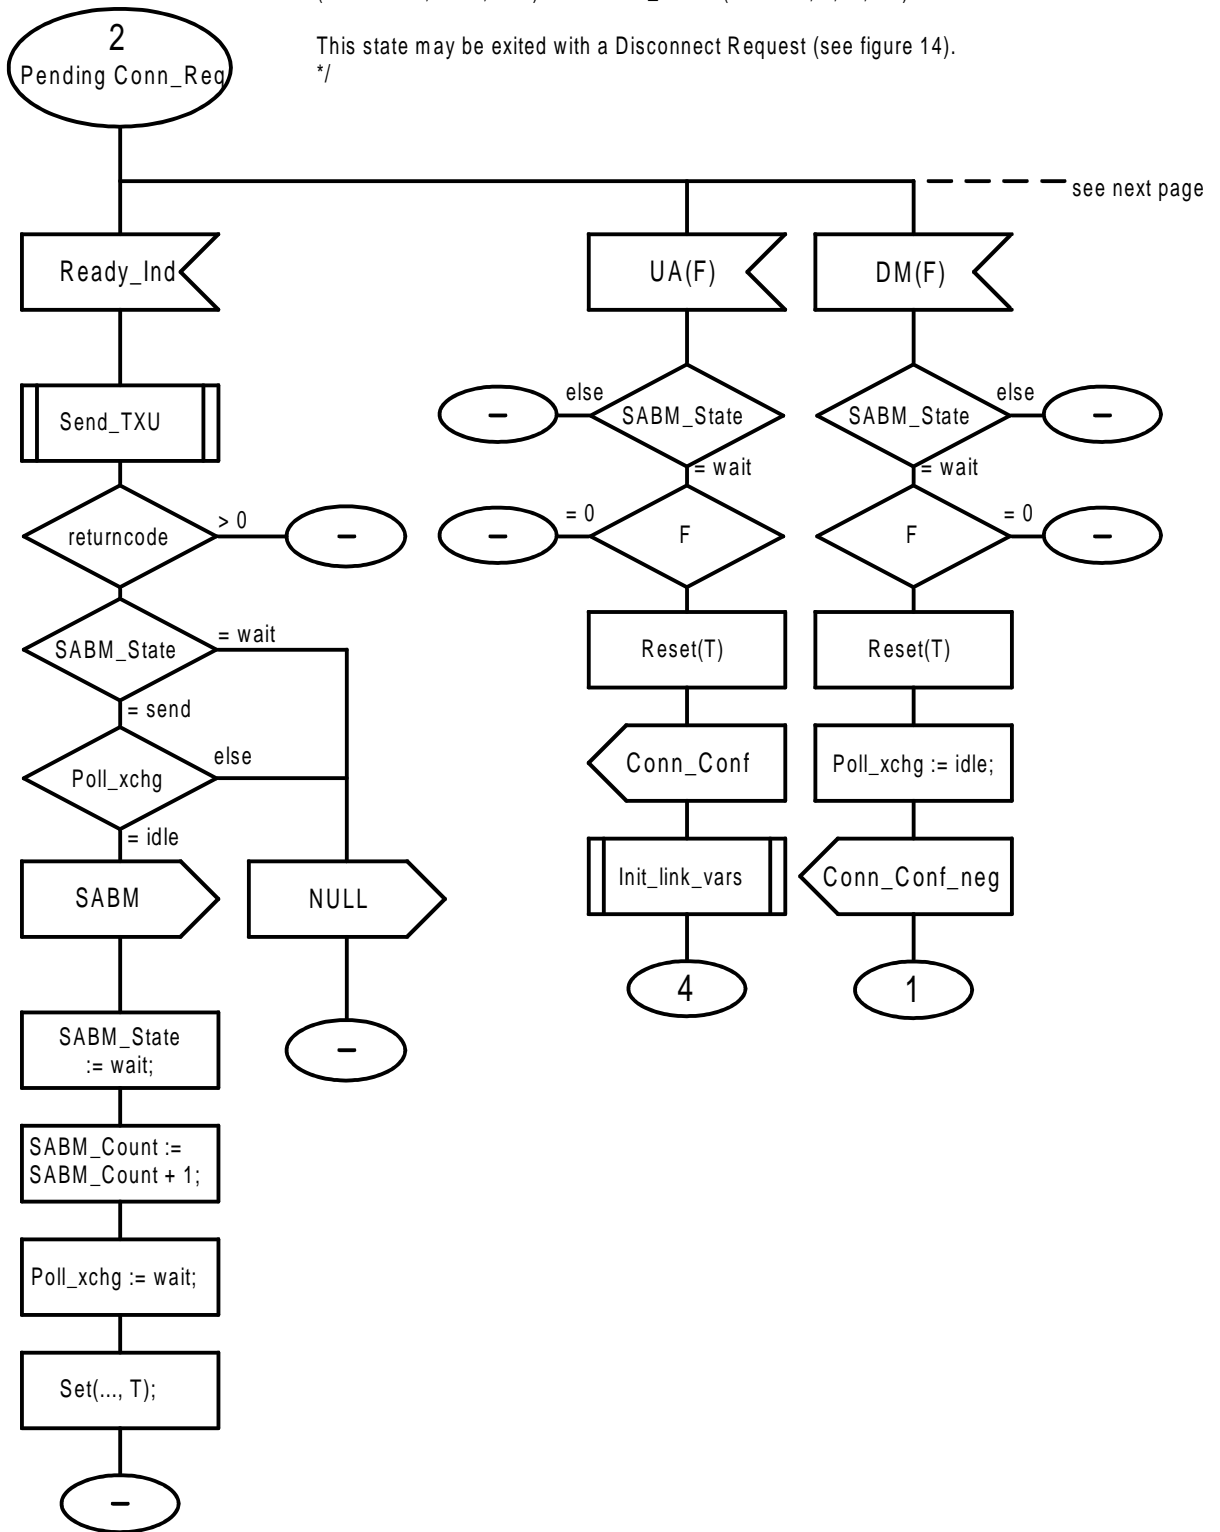 2
Pending Conn_Req
This state may be exited with a Disconnect Request (see figure 14).
*/
see next page
Ready_Ind
UA(F)
DM(F)
Send_TXU
else
SABM_State
= wait
SABM_State
else
= wait
returncode
> 0
–
–
= 0
F
–
F
= 0
–
–
SABM_State
= wait
= send
Reset(T)
Reset(T)
Poll_xchg
else
= idle
Conn_Conf
Poll_xchg := idle;
SABM
NULL
Init_link_vars
Conn_Conf_neg
4
1
SABM_State
:= wait;
–
SABM_Count :=
SABM_Count + 1;
Poll_xchg := wait;
Set(..., T);
–